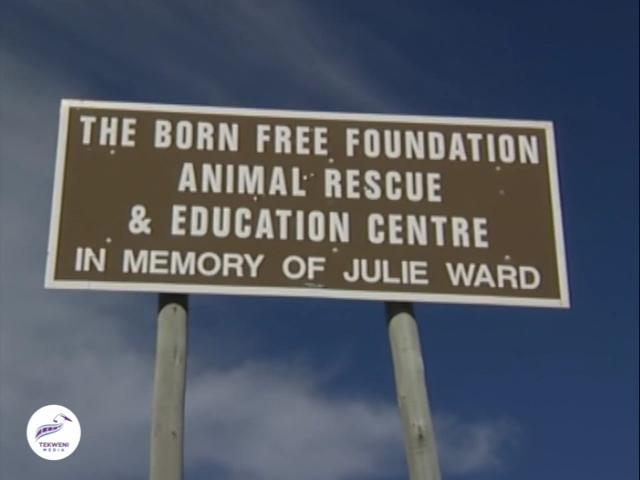 THE BORN FREE FOUNDATION
ANIMAL RESCUE
& EDUCATION CENTRE
IN MEMORY OF JULIE WARD
TEKWENI
MEDIA